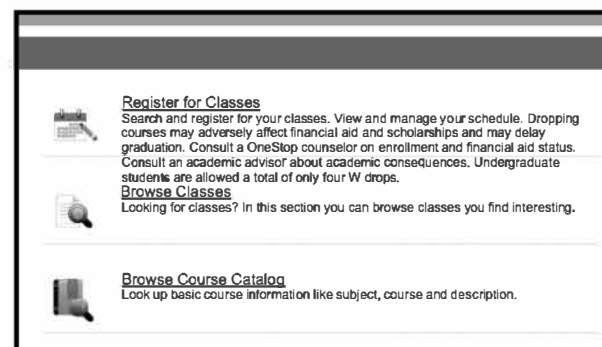 Register for Classes
Search and register for your classes. View and manage your schedule. Dropping
courses may adversely affect financial aid and scholarships and may delay
graduation. Consult a OneStop counselor on enrollment and financial aid status.
Consult an academic advisor about academic consequences. Undergraduate
students are allowed a total of only four W drops.
Browse Classes
Looking for classes? In this section you can browse classes you find interesting.
Browse Course Catalog
Look up basic course information like subject, course and description.